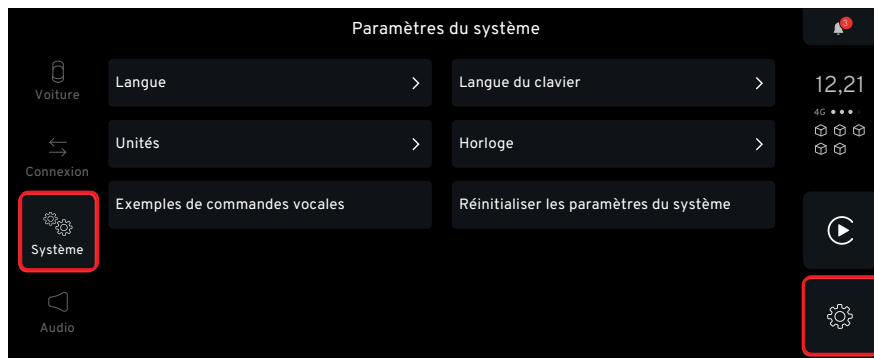 Paramètres du système
3
Voiture
Langue
Langue du clavier
12,21
4G
Connexion
Unités
Horloge
Système
Exemples de commandes vocales
Réinitialiser les paramètres du système
Audio